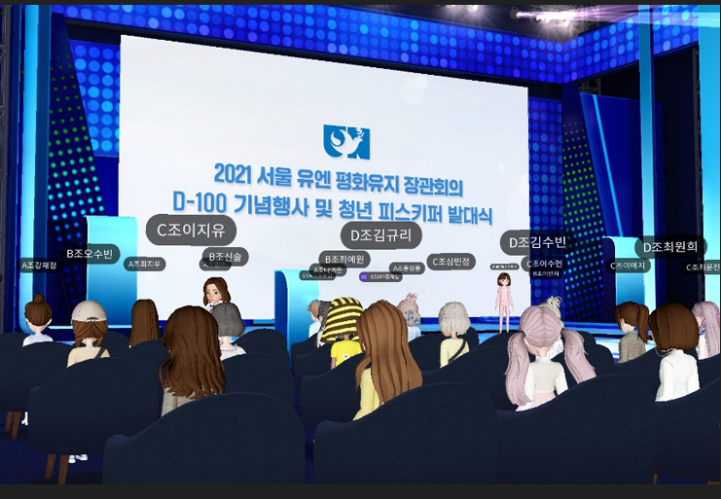 2021 서울 유엔 평화유지 장관회의
D-100 기념행사 및 청년 피스키퍼 발대식
C조이지유
D조김규리
D조김수빈
D조최원희
B조오수빈
B조신솔
B조최예원
C조심민정
A조강재정
A조최지우
C조이수민
C조이예지